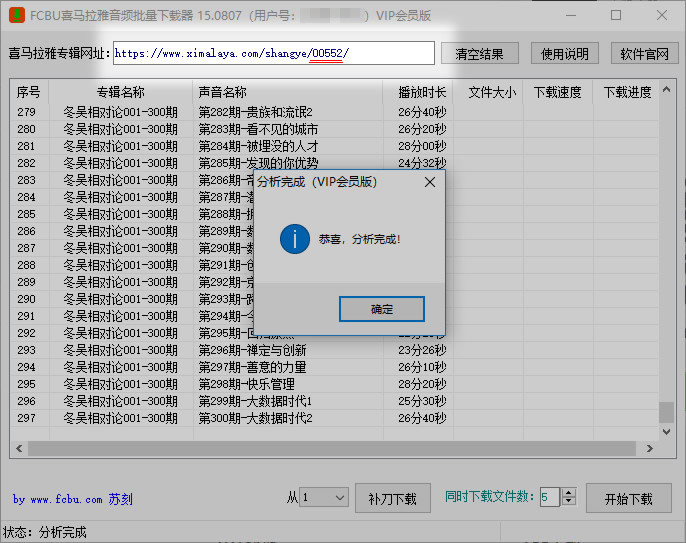 FCBU喜马拉雅音频批量下载器 15.0807（用户号： ）VIP会员版
喜马拉雅专辑网址: https://www.ximalaya.com/shangye/00552/ 清空结果 使用说明 软件官网
序号 专辑名称 声音名称 播放时长 文件大小 下载速度 下载进度
279 冬吴相对论001-300期 第282期-贵族和流氓2 26分40秒
280 冬吴相对论001-300期 第283期-看不见的城市 26分20秒
281 冬吴相对论001-300期 第284期-被埋没的人才 28分00秒
282 冬吴相对论001-300期 第285期-发现的你优势 24分32秒
283 冬吴相对论001-300期 第286期-
284 冬吴相对论001-300期 第287期-
285 冬吴相对论001-300期 第288期-
286 冬吴相对论001-300期 第289期-
287 冬吴相对论001-300期 第290期-
288 冬吴相对论001-300期 第291期-
289 冬吴相对论001-300期 第292期-
290 冬吴相对论001-300期 第293期-
291 冬吴相对论001-300期 第294期-
292 冬吴相对论001-300期 第295期-
293 冬吴相对论001-300期 第296期-禅定与创新 23分26秒
294 冬吴相对论001-300期 第297期-善意的力量 26分10秒
295 冬吴相对论001-300期 第298期-快乐管理 28分20秒
296 冬吴相对论001-300期 第299期-大数据时代1 25分30秒
297 冬吴相对论001-300期 第300期-大数据时代2 26分40秒
分析完成（VIP会员版）
恭喜，分析完成！
确定
by www.fcbu.com 苏刻 从 1 补刀下载 同时下载文件数: 5 开始下载
状态: 分析完成